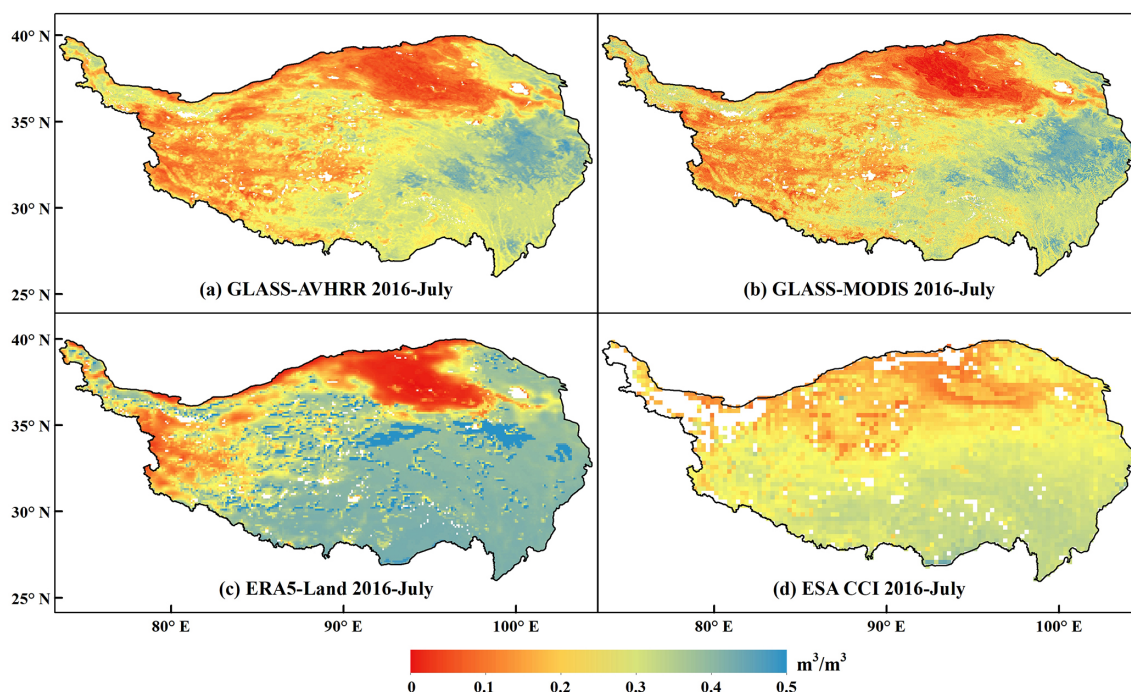 40° N
35° N
30° N
25° N
(a) GLASS-AVHRR 2016-July
(b) GLASS-MODIS 2016-July
40° N
35° N
30° N
25° N
(c) ERA5-Land 2016-July
(d) ESA CCI 2016-July
80° E 90° E 100° E 80° E 90° E 100° E
m³/m³
0 0.1 0.2 0.3 0.4 0.5